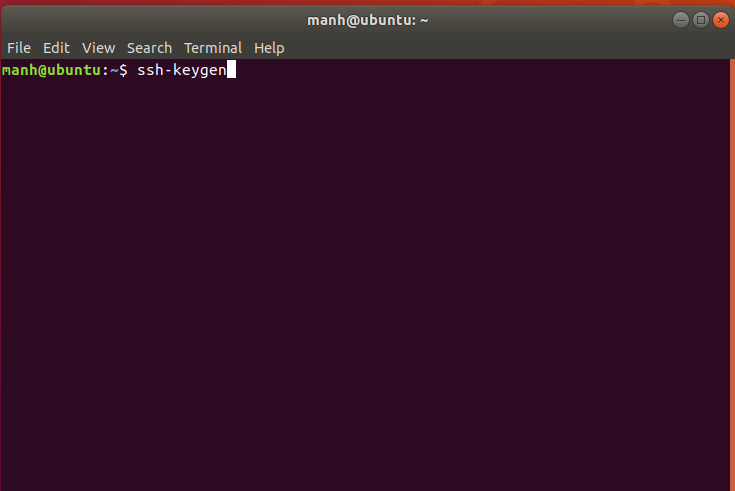 manh@ubuntu: ~
File Edit View Search Terminal Help
manh@ubuntu:~$ ssh-keygen